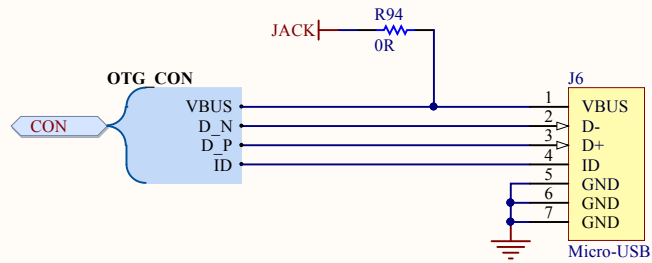 R94
JACK
0R
OTG_CON
J6
CON
VBUS 1 VBUS
D_N 2 D-
D_P 3 D+
ID 4 ID
5 GND
6 GND
7 GND
Micro-USB